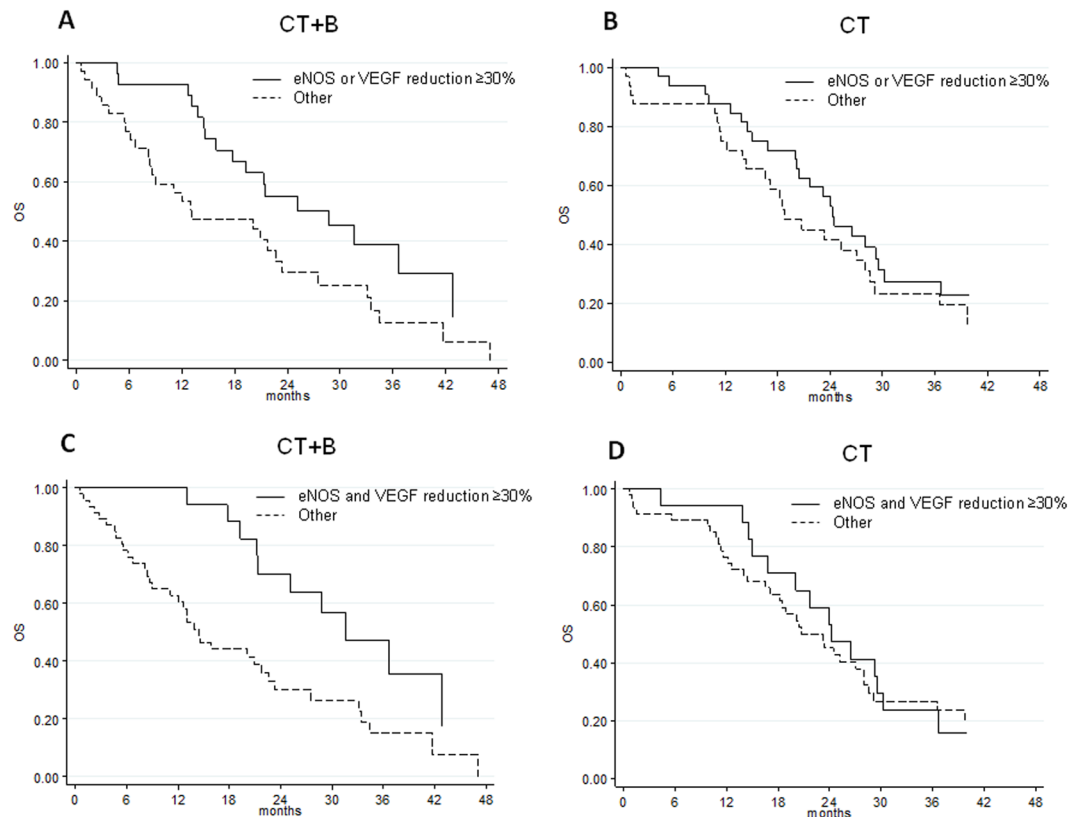 A
CT+B
1.00
0.80
0.60
0.40
0.20
0.00
OS
eNOS or VEGF reduction ≥30%
Other
0 6 12 18 24 30 36 42 48
months
B
CT
1.00
0.80
0.60
0.40
0.20
0.00
OS
eNOS or VEGF reduction ≥30%
Other
0 6 12 18 24 30 36 42 48
months
C
CT+B
1.00
0.80
0.60
0.40
0.20
0.00
OS
eNOS and VEGF reduction ≥30%
Other
0 6 12 18 24 30 36 42 48
months
D
CT
1.00
0.80
0.60
0.40
0.20
0.00
OS
eNOS and VEGF reduction ≥30%
Other
0 6 12 18 24 30 36 42 48
months